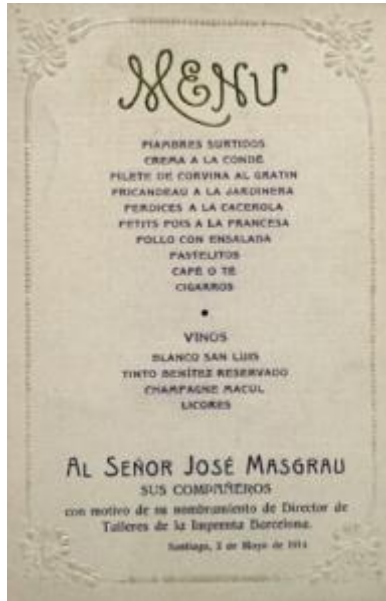 MENU
FIAMBRES SURTIDOS
CREMA A LA CONDÉ
FILETE DE CORVINA AL GRATIN
FRICANDEAU A LA JARDINERA
PERDICES A LA CACEROLA
PETITS POIS A LA FRANCESA
POLLO CON ENSALADA
PASTELITOS
CAFÉ O TÉ
CIGARROS
VINOS
BLANCO SAN LUIS
TINTO BENÍTEZ RESERVADO
CHAMPAGNE MACUL
LICORES
AL SEÑOR JOSÉ MASGRAU
SUS COMPAÑEROS
con motivo de su nombramiento de Director de
Talleres de la Imprenta Barcelona.
Santiago, 2 de Mayo de 1914